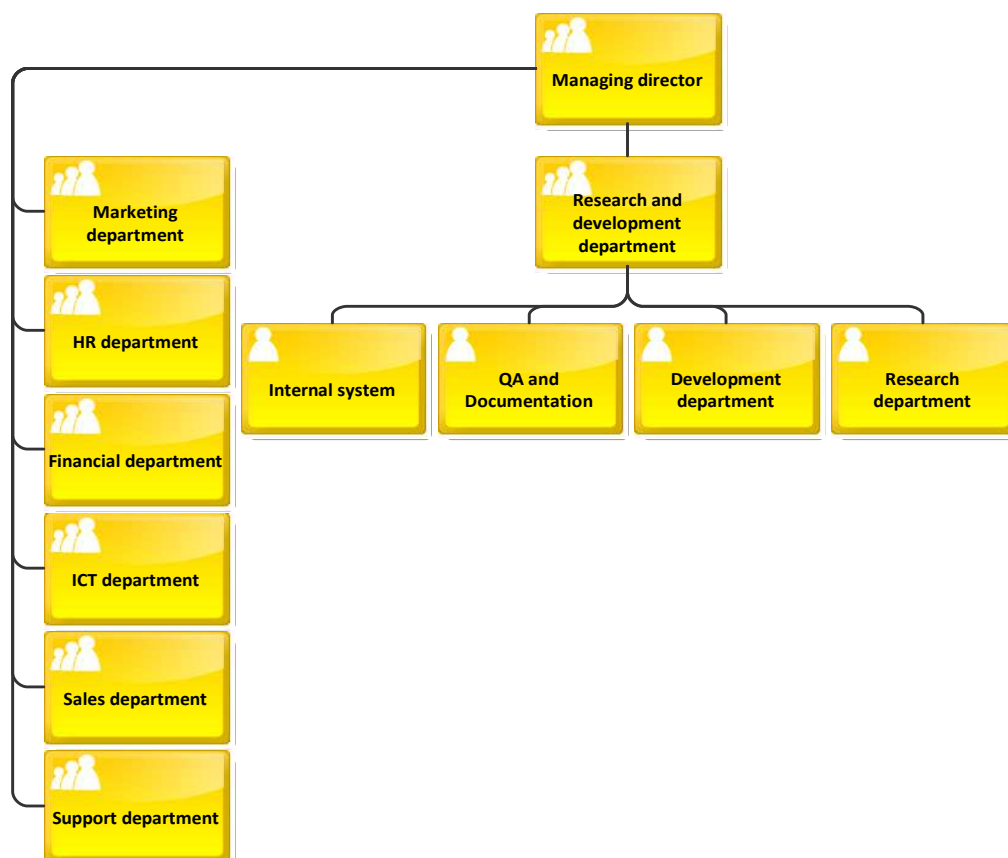 Managing director
Marketing
department
Research and
development
department
HR department
Internal system
QA and
Documentation
Development
department
Research
department
Financial department
ICT department
Sales department
Support department